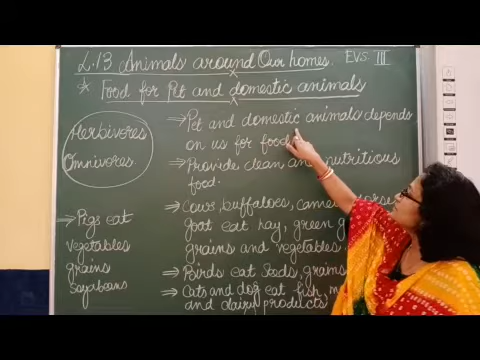 L.13 Animals around Our homes. EVS III
* Food for Pet and domestic animals
Herbivores
Omnivores.
⇒ Pigs eat
vegetables
grains
Soyabeans
⇒ Pet and domestic animals depends
on us for food
⇒ Provide clean and nutritious
food.
⇒ Cows, buffaloes,
goot eat hay, green
grains and vegetables
⇒ Birds eat Seeds, grains
⇒ Cats and dog eat fish,
and dairy products